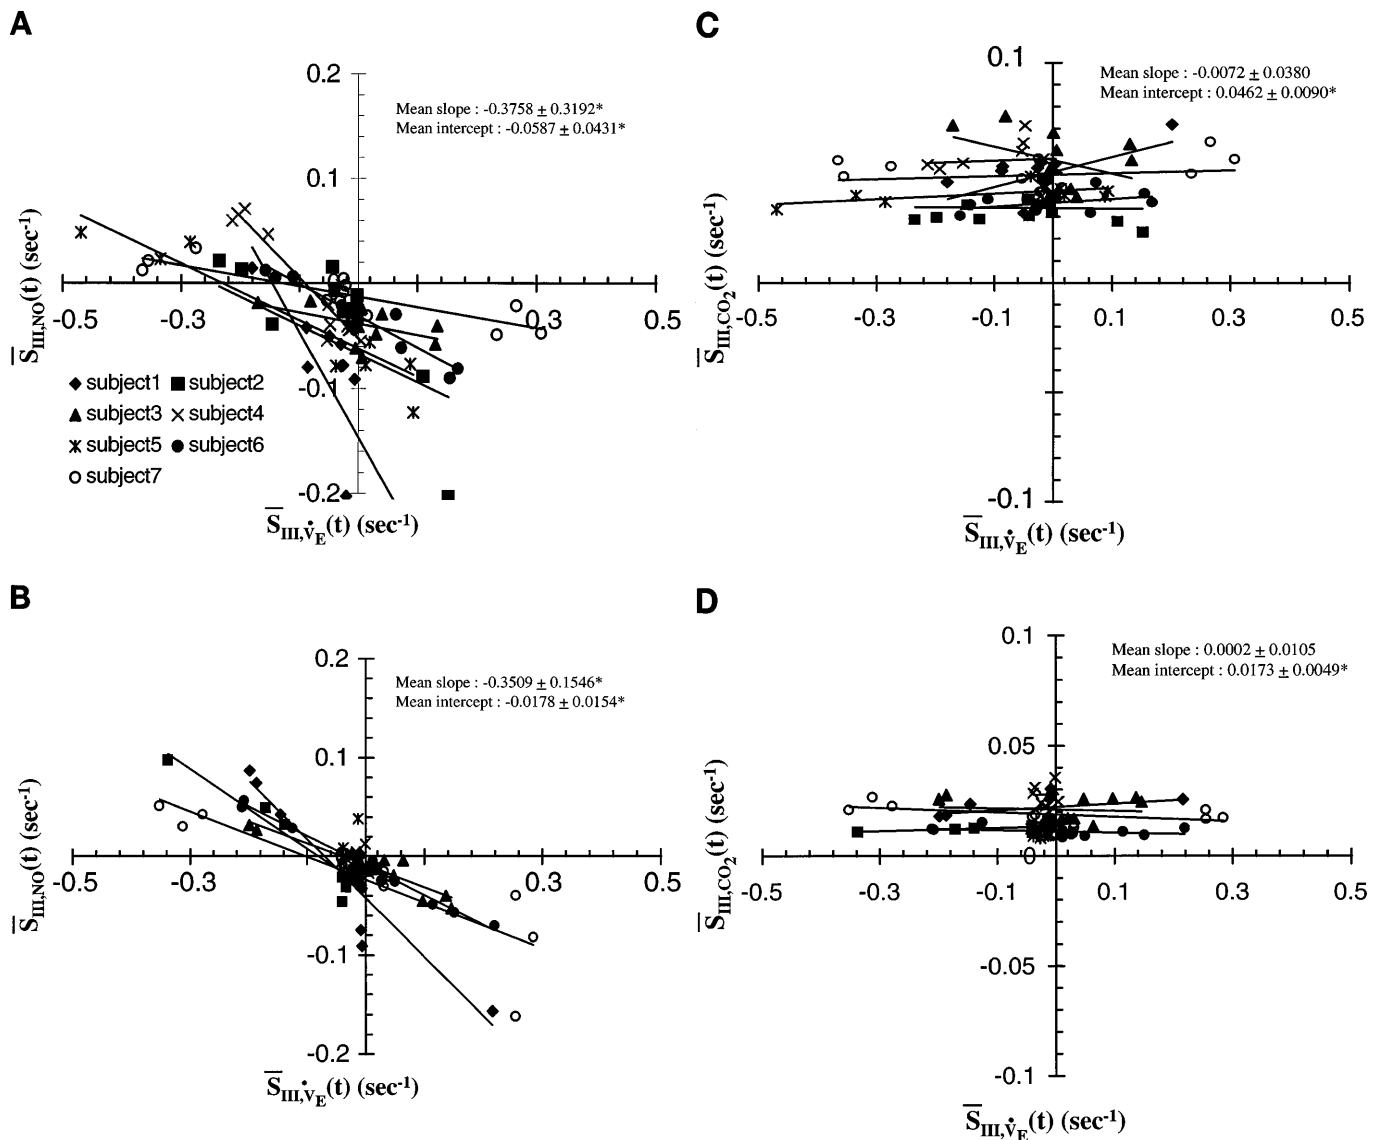 A
0.2
Mean slope : -0.3758 ± 0.3192*
Mean intercept : -0.0587 ± 0.0431*
0.1
-0.5 -0.3 0.3 0.5
S̅III,NO(t) (sec-1)
subject1 subject2
subject3 subject4
subject5 subject6
subject7
-0.1
-0.2
S̅III,V̇E(t) (sec-1)
C
0.1
Mean slope : -0.0072 ± 0.0380
Mean intercept : 0.0462 ± 0.0090*
-0.5 -0.3 -0.1 0.1 0.3 0.5
S̅III,CO2(t) (sec-1)
-0.1
S̅III,V̇E(t) (sec-1)
B
0.2
Mean slope : -0.3509 ± 0.1546*
Mean intercept : -0.0178 ± 0.0154*
0.1
-0.5 -0.3 0.3 0.5
S̅III,NO(t) (sec-1)
-0.1
-0.2
S̅III,V̇E(t) (sec-1)
D
0.1
Mean slope : 0.0002 ± 0.0105
Mean intercept : 0.0173 ± 0.0049*
0.05
0
-0.5 -0.3 -0.1 0.1 0.3 0.5
S̅III,CO2(t) (sec-1)
-0.05
-0.1
S̅III,V̇E(t) (sec-1)